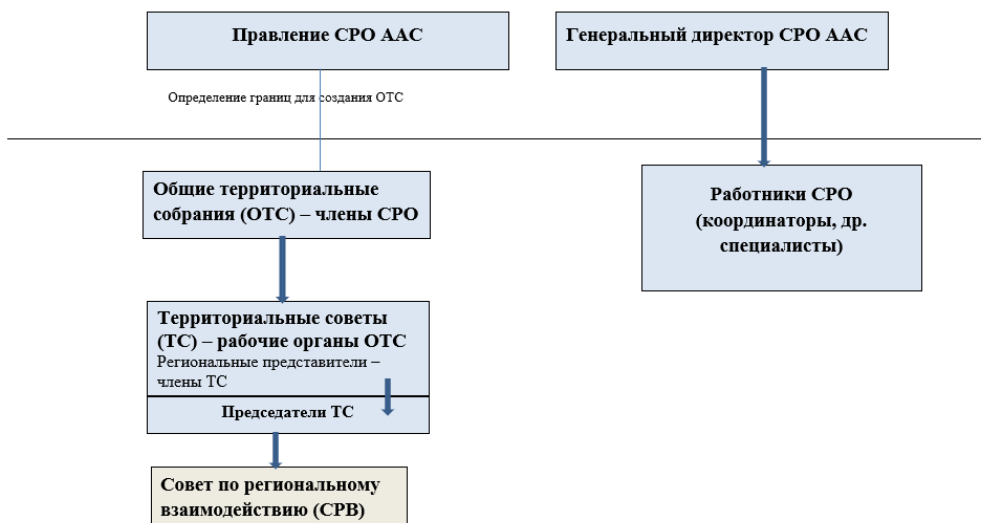 Правление СРО ААС
Генеральный директор СРО ААС
Определение границ для создания ОТС
Общие территориальные
собрания (ОТС) – члены СРО
Работники СРО
(координаторы, др.
специалисты)
Территориальные советы
(ТС) – рабочие органы ОТС
Региональные представители –
члены ТС
Председатели ТС
Совет по региональному
взаимодействию (СРВ)